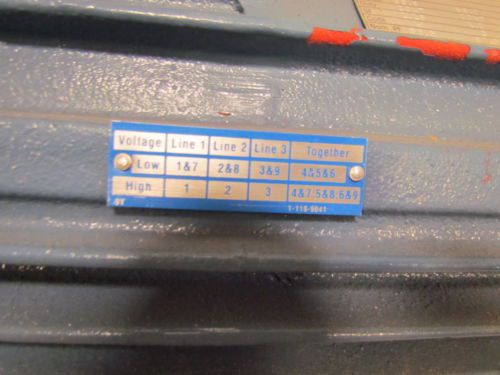 Voltage Line 1 Line 2 Line 3 Together
Low 1&7 2&8 3&9 4&5&6
High 1 2 3 4&7,5&8,6&9
1-118-9041